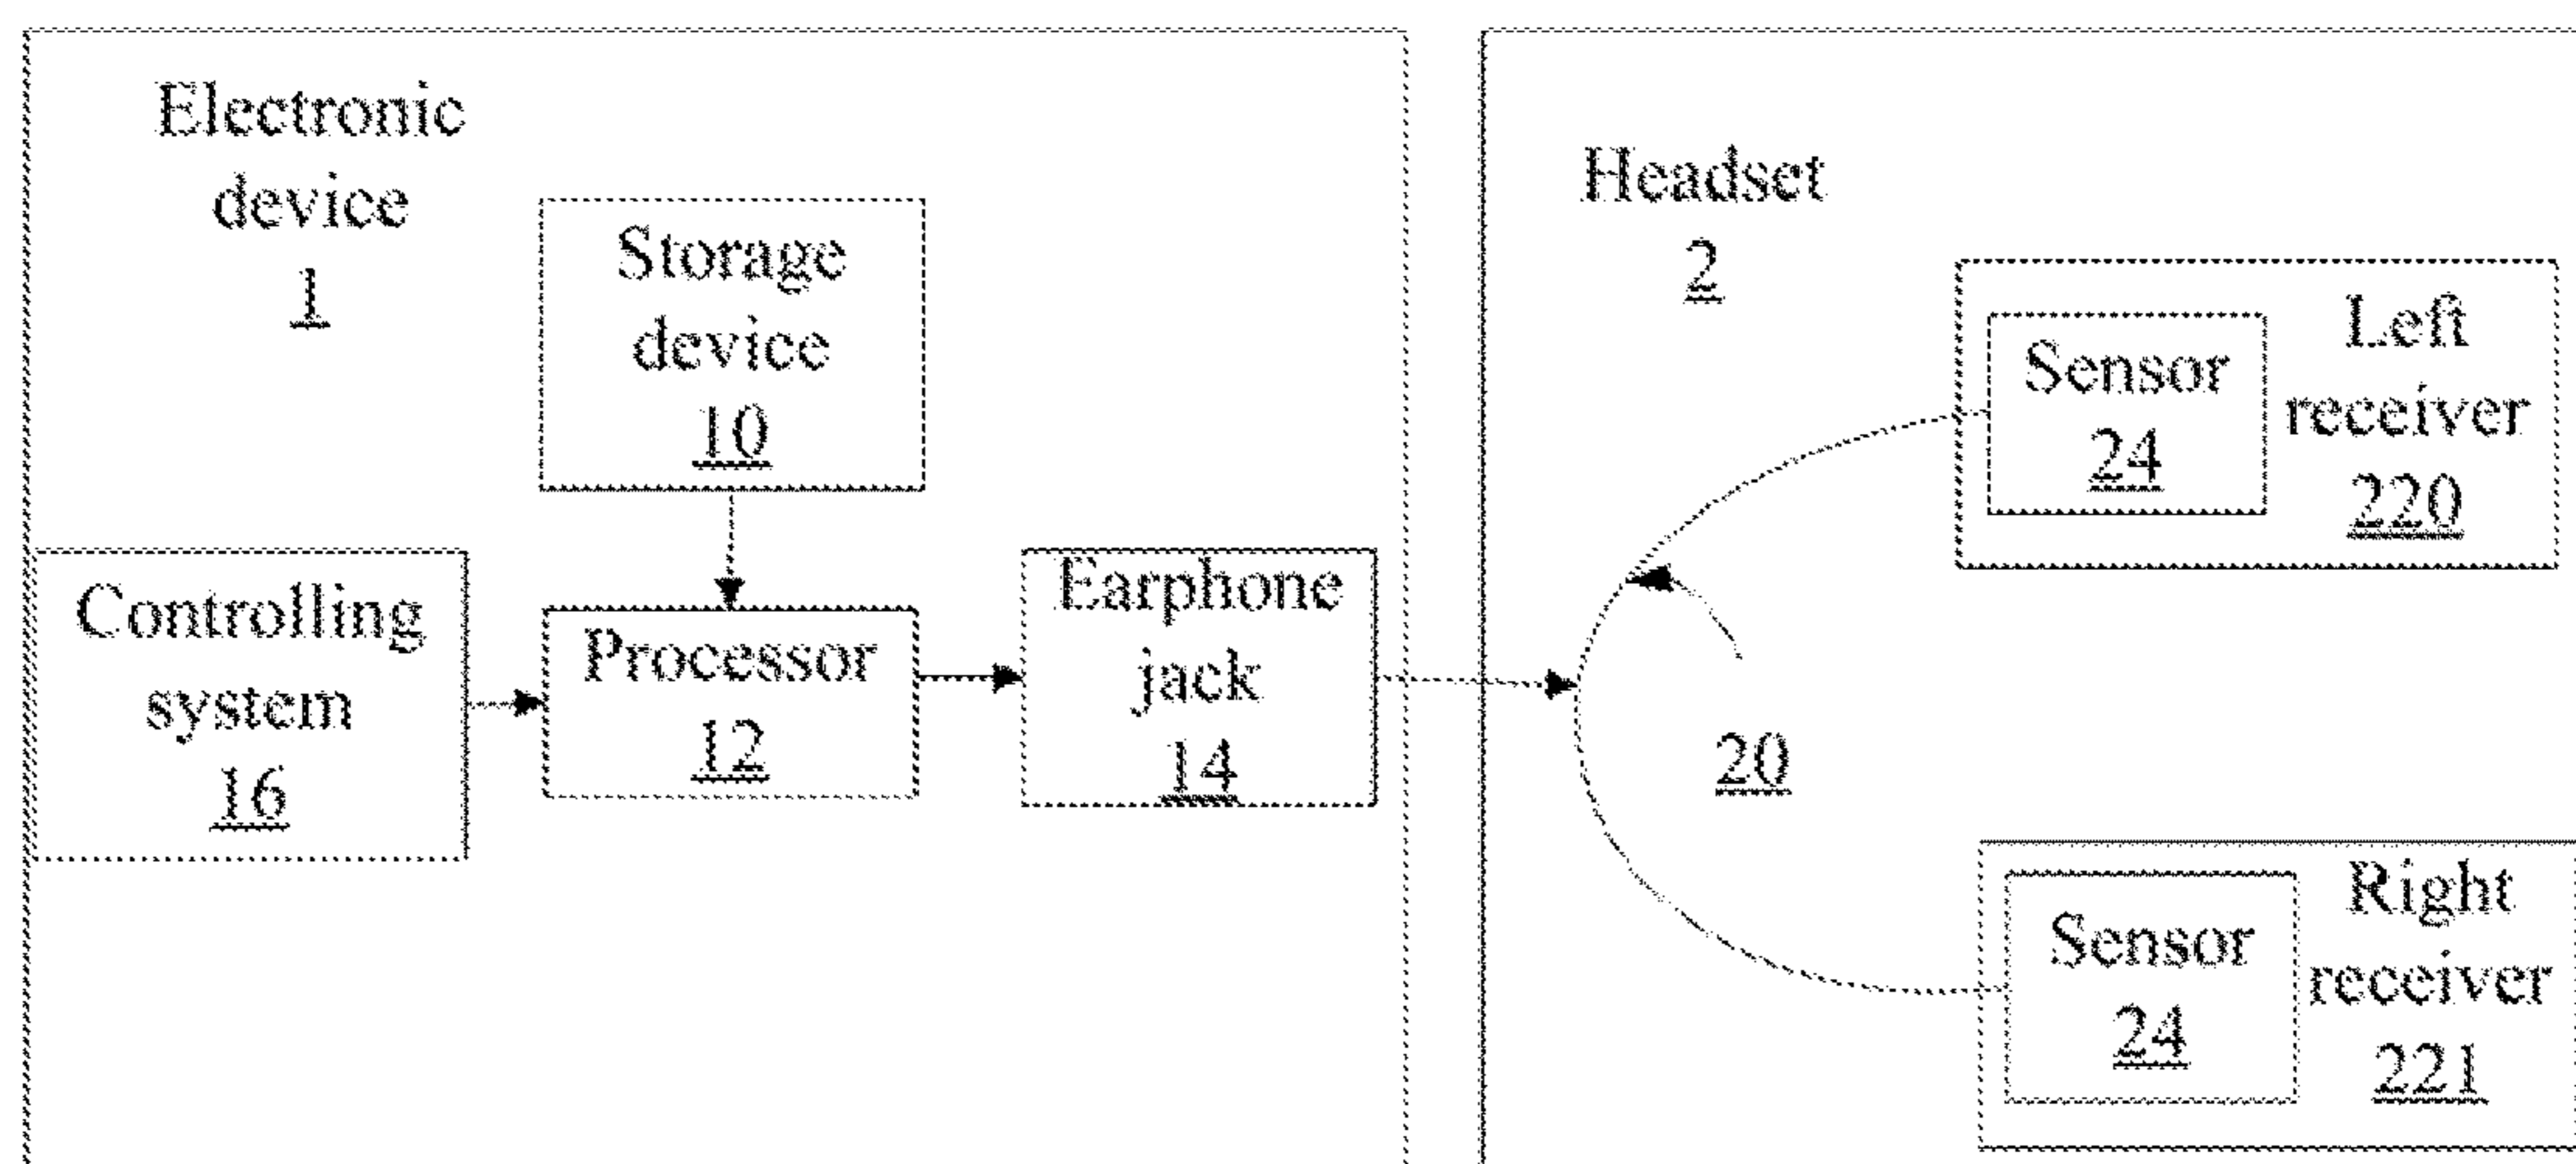 Electronic
device
1
Storage
device
10
Controlling
system
16
Processor
12
Earphone
jack
14
Headset
2
Sensor
24
Left
receiver
220
20
Sensor
24
Right
receiver
221